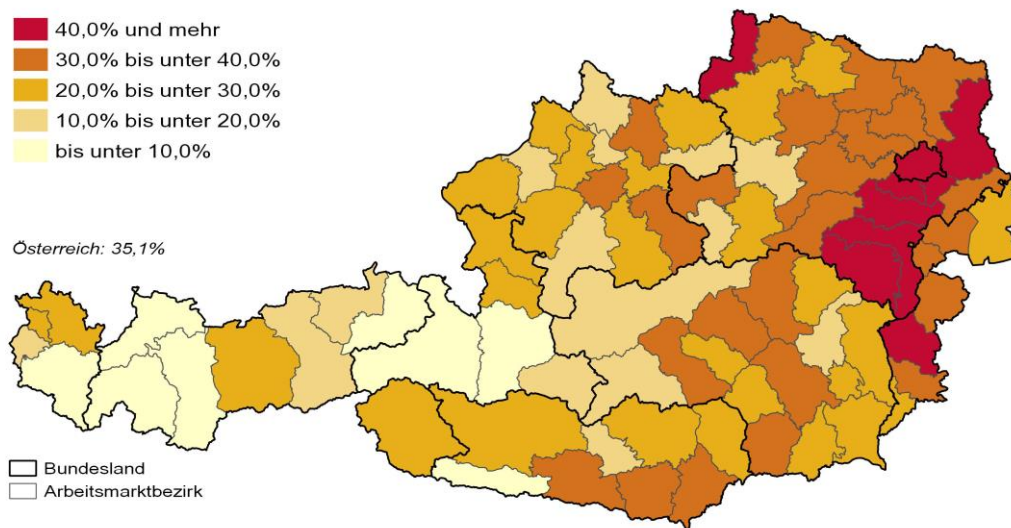 40,0% und mehr
30,0% bis unter 40,0%
20,0% bis unter 30,0%
10,0% bis unter 20,0%
bis unter 10,0%
Österreich: 35,1%
Bundesland
Arbeitsmarktbezirk